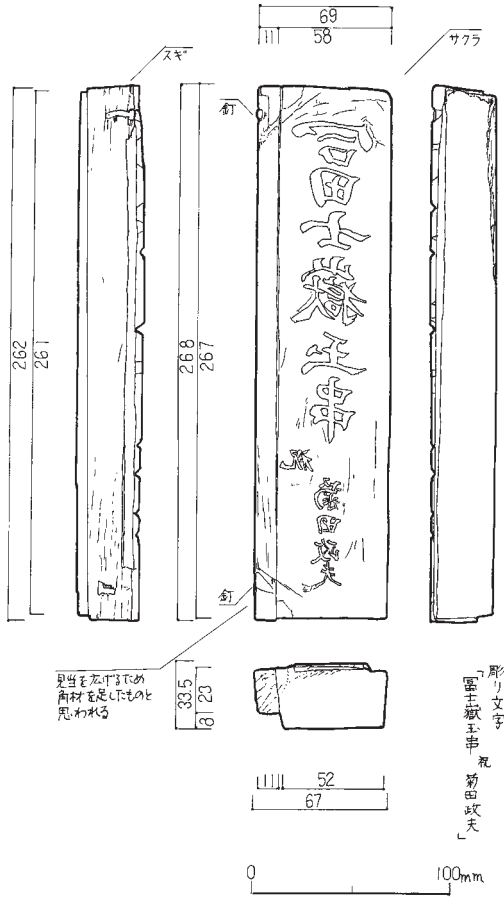 69
11
58
サクラ
スギ
釘
冨士嶽玉串
祝
菊田政夫
262
261
268
267
釘
見当を広げるため
角材を足したものと
思われる
33.5
23
8
11
52
67
彫り文字
「冨士嶽玉串 祝 菊田政夫」
0
100mm